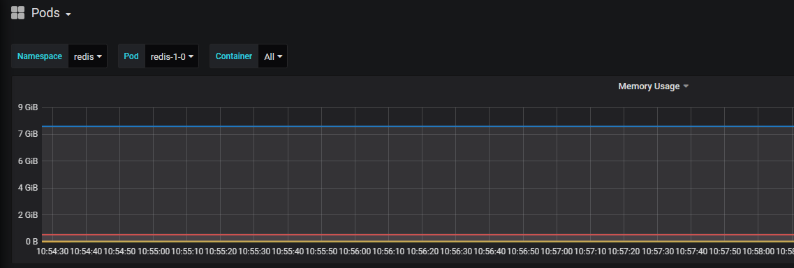 Pods
Namespace redis Pod redis-1-0 Container All
Memory Usage
9 GiB
7 GiB
6 GiB
4 GiB
2 GiB
0 B
10:54:30 10:54:40 10:54:50 10:55:00 10:55:10 10:55:20 10:55:30 10:55:40 10:55:50 10:56:00 10:56:10 10:56:20 10:56:30 10:56:40 10:56:50 10:57:00 10:57:10 10:57:20 10:57:30 10:57:40 10:57:50 10:58:00 10:58